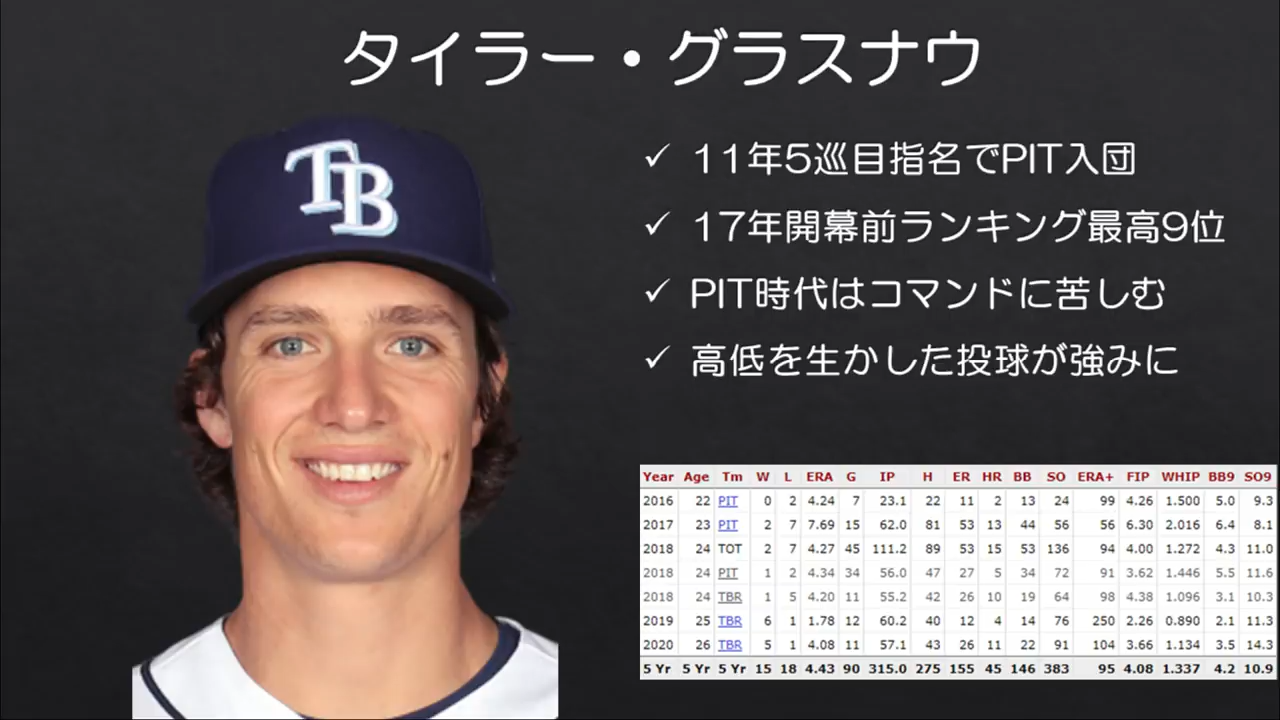 タイラー・グラスナウ
TB
✓ 11年5巡目指名でPIT入団
✓ 17年開幕前ランキング最高9位
✓ PIT時代はコマンドに苦しむ
✓ 高低を生かした投球が強みに
Year Age Tm W L ERA G IP H ER HR BB SO ERA+ FIP WHIP BB9 SO9
2016 22 PIT 0 2 4.24 7 23.1 22 11 2 13 24 99 4.26 1.500 5.0 9.3
2017 23 PIT 2 7 7.69 15 62.0 81 53 13 44 56 56 6.30 2.016 6.4 8.1
2018 24 TOT 2 7 4.27 45 111.2 89 53 15 53 136 94 4.00 1.272 4.3 11.0
2018 24 PIT 1 2 4.34 34 56.0 47 27 5 34 72 91 3.62 1.446 5.5 11.6
2018 24 TBR 1 5 4.20 11 55.2 42 26 10 19 64 98 4.38 1.096 3.1 10.3
2019 25 TBR 6 1 1.78 12 60.2 40 12 4 14 76 250 2.26 0.890 2.1 11.3
2020 26 TBR 5 1 4.08 11 57.1 43 26 11 22 91 104 3.66 1.134 3.5 14.3
5 Yr 5 Yr 5 Yr 15 18 4.43 90 315.0 275 155 45 146 383 95 4.08 1.337 4.2 10.9